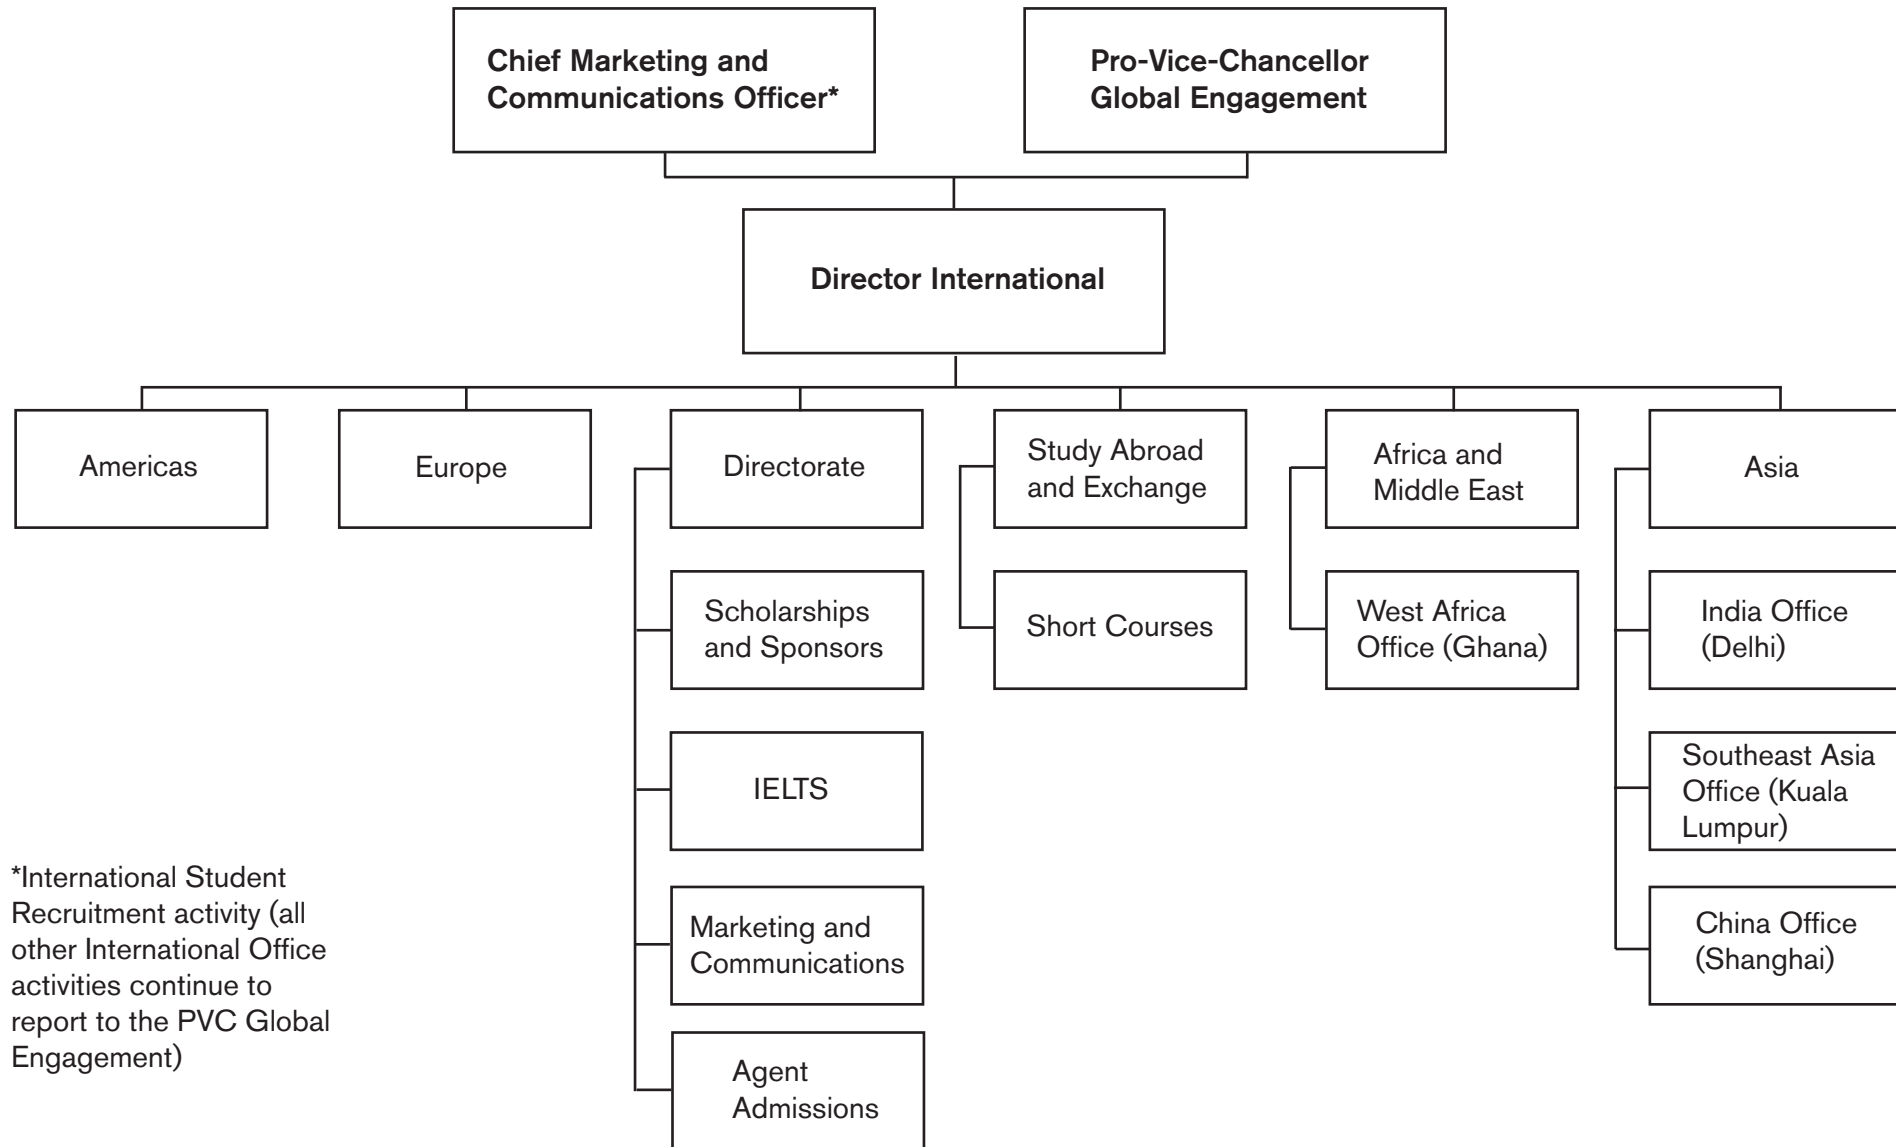 Chief Marketing and
Communications Officer*
Pro-Vice-Chancellor
Global Engagement
Director International
Americas
Europe
Directorate
Study Abroad
and Exchange
Africa and
Middle East
Asia
Scholarships
and Sponsors
Short Courses
West Africa
Office (Ghana)
India Office
(Delhi)
IELTS
Southeast Asia
Office (Kuala
Lumpur)
Marketing and
Communications
China Office
(Shanghai)
Agent
Admissions
*International Student
Recruitment activity (all
other International Office
activities continue to
report to the PVC Global
Engagement)